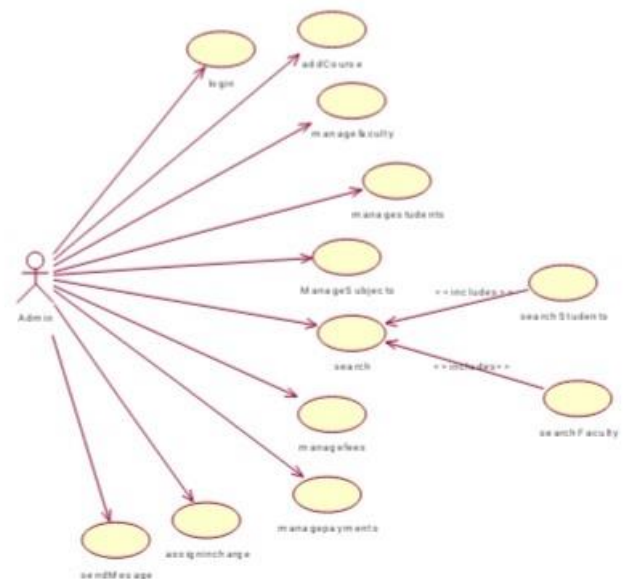 addCourse
login
managefaculty
managestudents
ManageSubjects
<<includes>>
searchStudents
Admin
search
<<includes>>
searchFaculty
managefees
managepayments
assignincharge
sendMessage